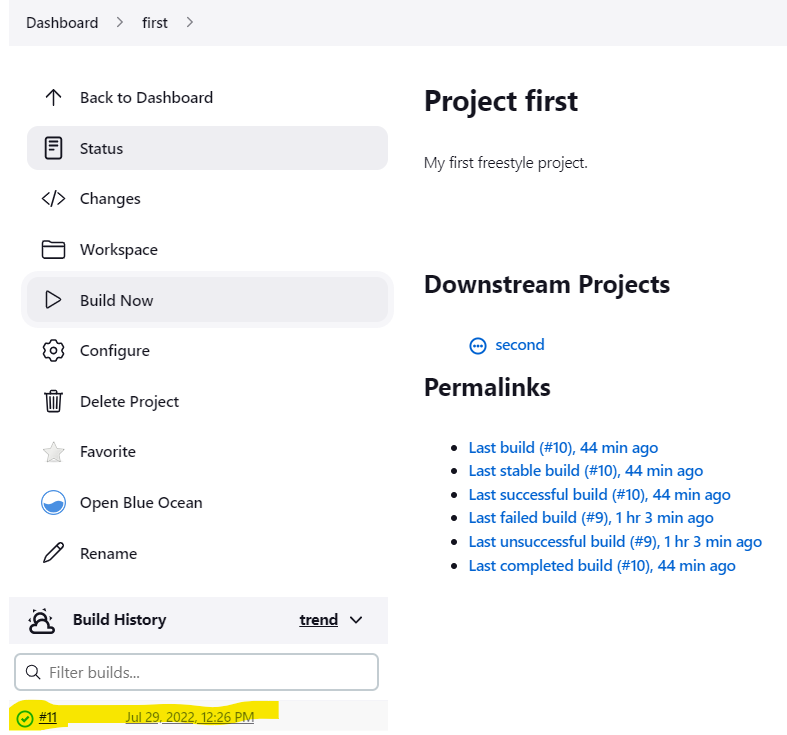 Dashboard > first >
Back to Dashboard
Status
Changes
Workspace
Build Now
Configure
Delete Project
Favorite
Open Blue Ocean
Rename
Build History trend
Filter builds...
#11 Jul 29, 2022, 12:26 PM
Project first
My first freestyle project.
Downstream Projects
second
Permalinks
Last build (#10), 44 min ago
Last stable build (#10), 44 min ago
Last successful build (#10), 44 min ago
Last failed build (#9), 1 hr 3 min ago
Last unsuccessful build (#9), 1 hr 3 min ago
Last completed build (#10), 44 min ago